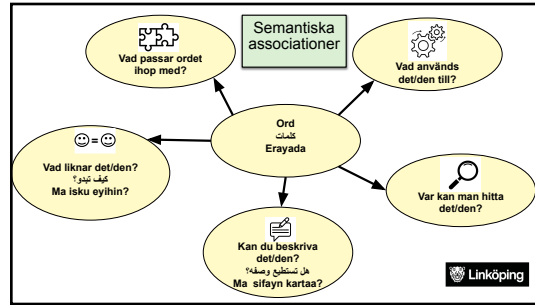 Semantiska
associationer
Vad passar ordet
ihop med?
Vad används
det/den till?
Ord
كلمات
Erayada
Vad liknar det/den?
كيف تبدو؟
Ma isku eyihin?
Var kan man hitta
det/den?
Kan du beskriva
det/den?
هل تستطيع وصفه؟
Ma sifayn kartaa?
Linköping